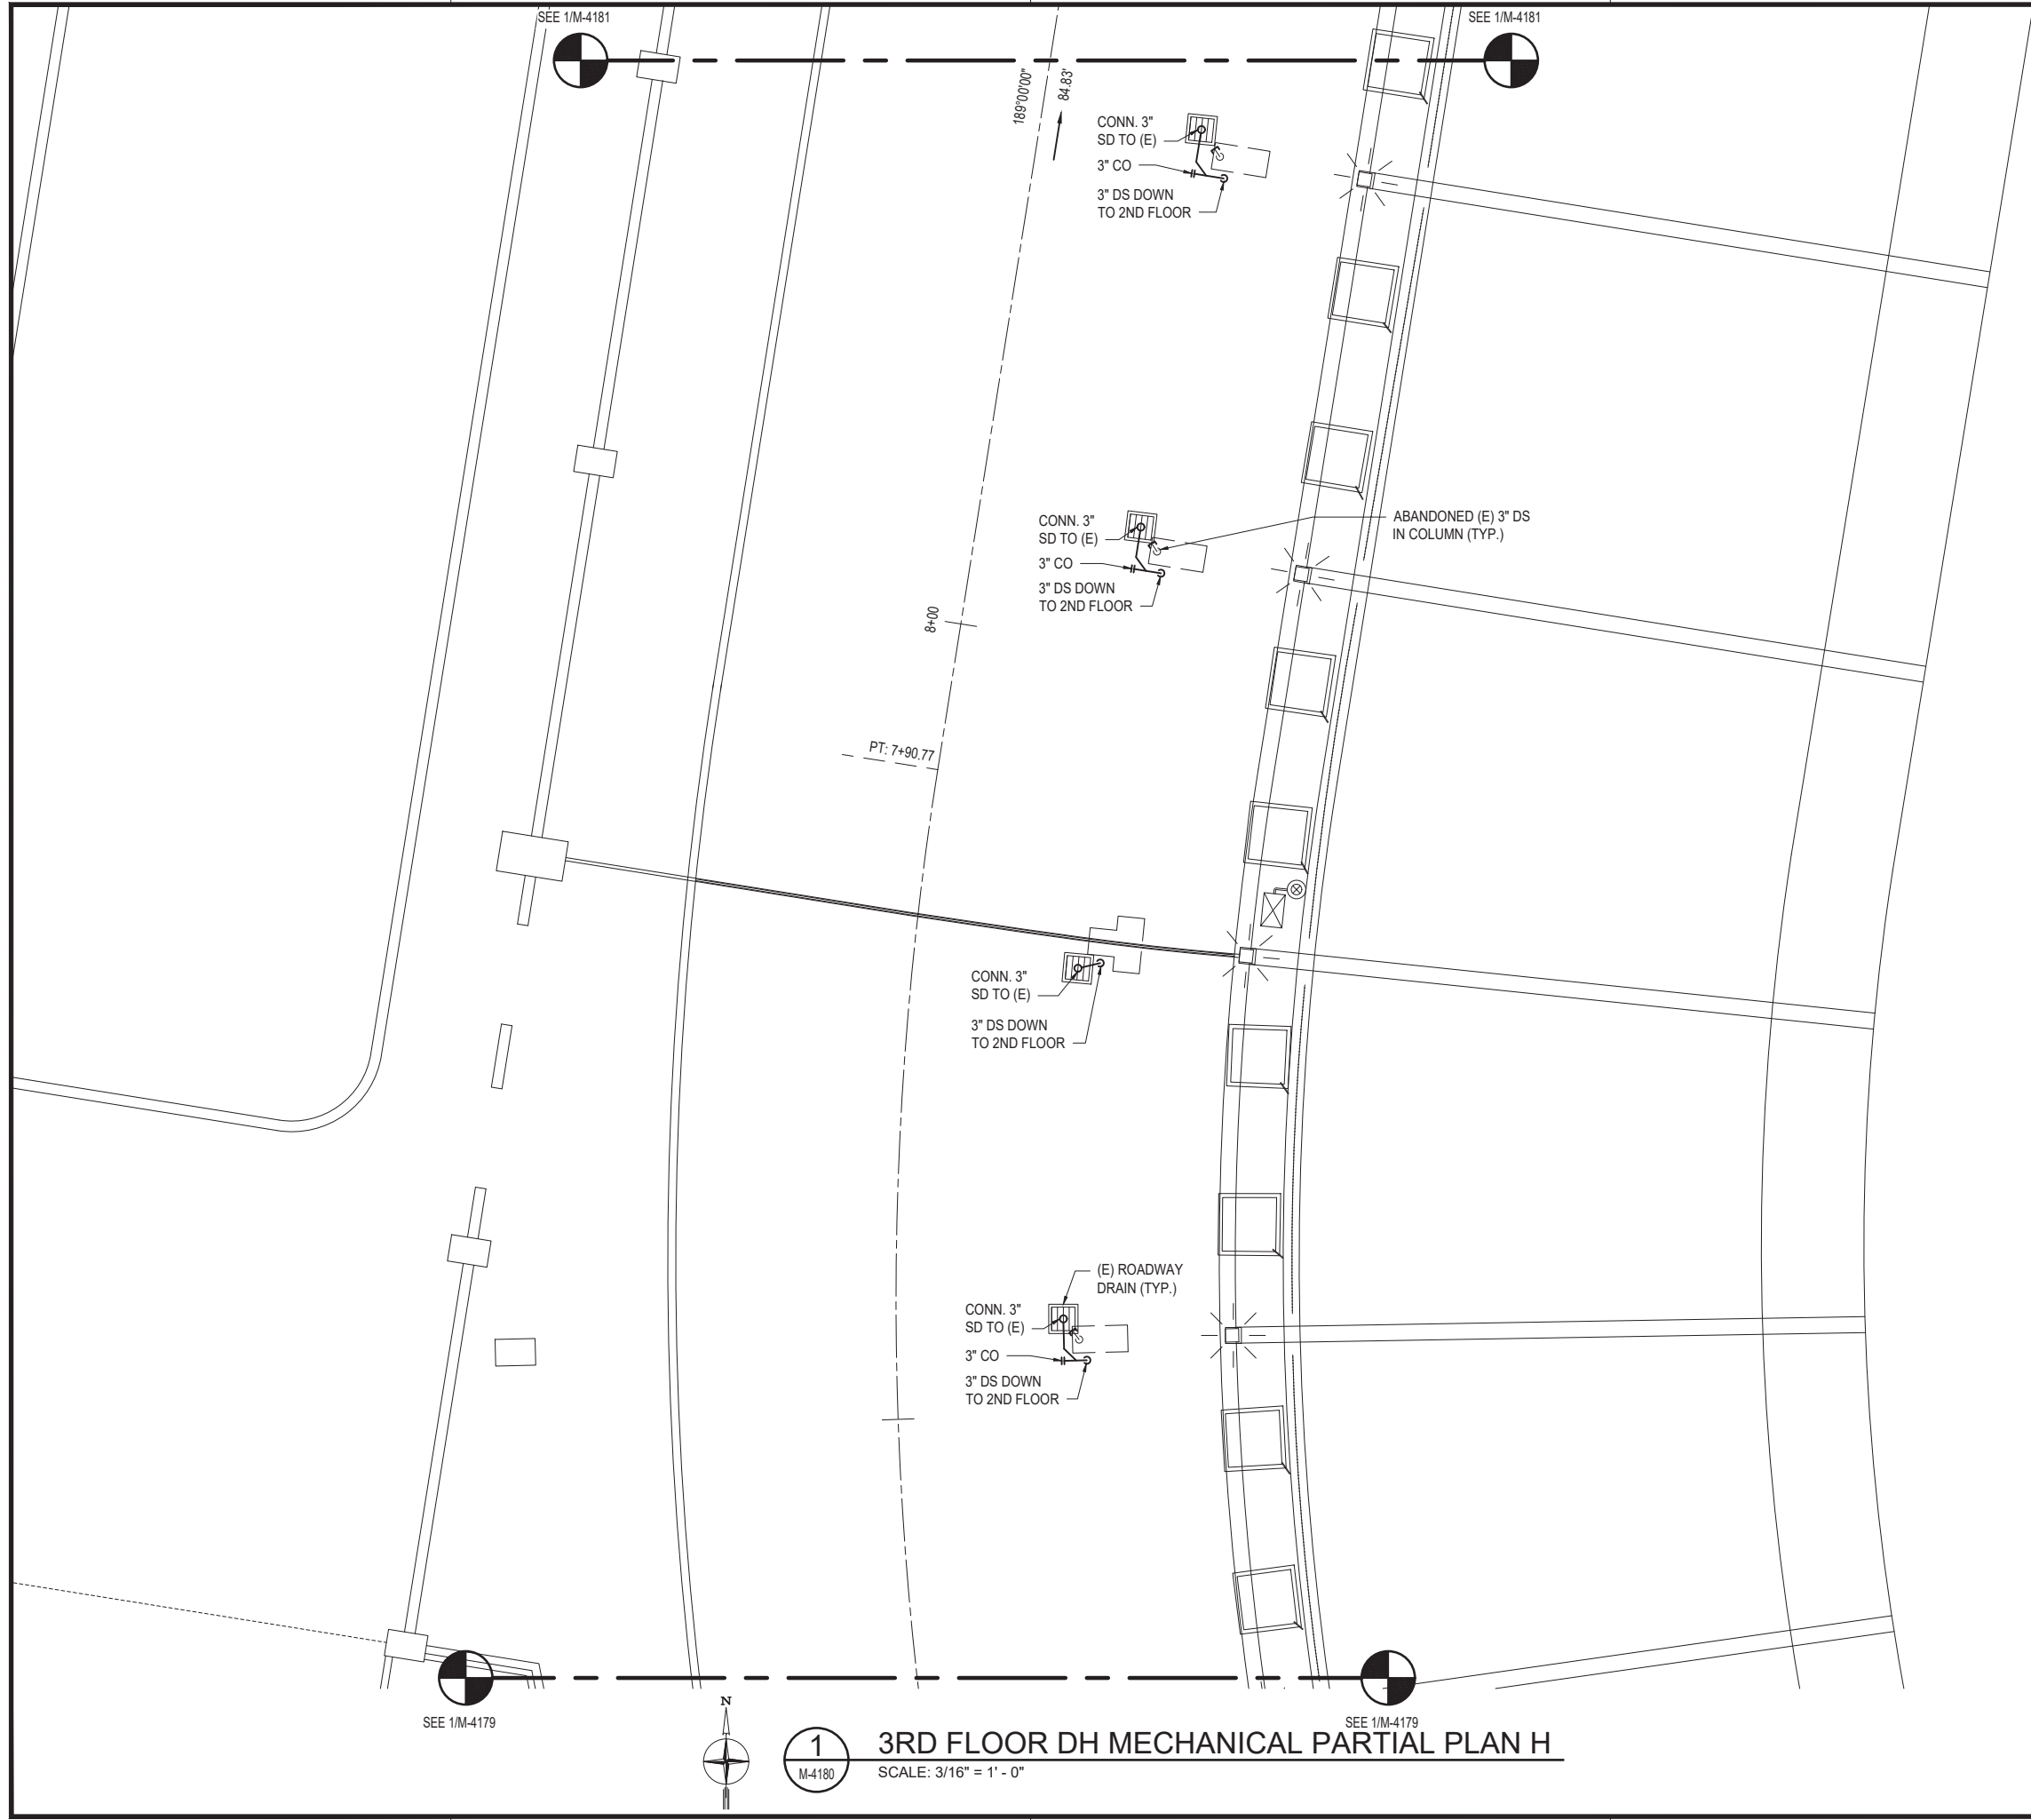 SEE 1/M-4181
SEE 1/M-4181
189°00'00"
84.83'
CONN. 3"
SD TO (E)
3" CO
3" DS DOWN
TO 2ND FLOOR
CONN. 3"
SD TO (E)
3" CO
3" DS DOWN
TO 2ND FLOOR
ABANDONED (E) 3" DS
IN COLUMN (TYP.)
8+00
PT: 7+90.77
CONN. 3"
SD TO (E)
3" DS DOWN
TO 2ND FLOOR
(E) ROADWAY
DRAIN (TYP.)
CONN. 3"
SD TO (E)
3" CO
3" DS DOWN
TO 2ND FLOOR
SEE 1/M-4179
SEE 1/M-4179
N
1
M-4180
3RD FLOOR DH MECHANICAL PARTIAL PLAN H
SCALE: 3/16" = 1' - 0"